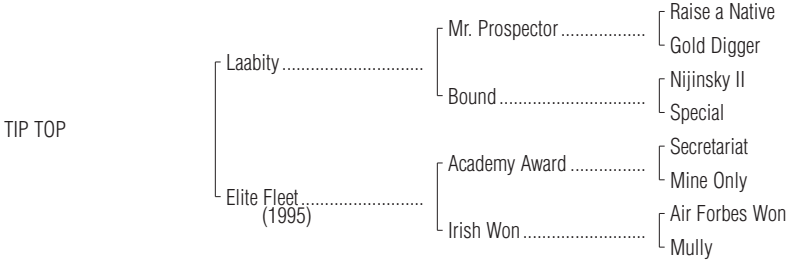 Raise a Native
Mr. Prospector ..................
Gold Digger
Laabity ..............................
Nijinsky II
Bound ...............................
Special
TIP TOP
Secretariat
Academy Award ................
Mine Only
Elite Fleet ..........................
(1995)
Air Forbes Won
Irish Won ..........................
Mully